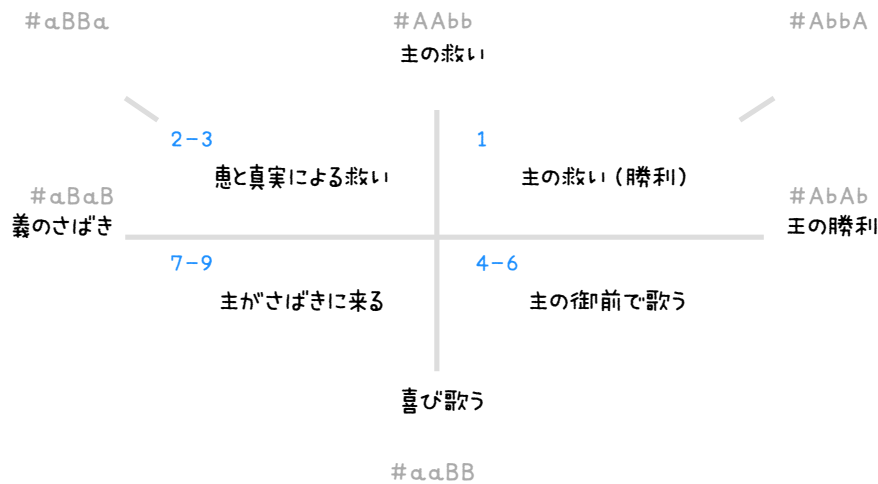 #aBBa
#AAbb
#AbbA
主の救い
2-3
1
恵と真実による救い
主の救い（勝利）
#aBaB
#AbAb
義のさばき
王の勝利
7-9
4-6
主がさばきに来る
主の御前で歌う
喜び歌う
#aaBB